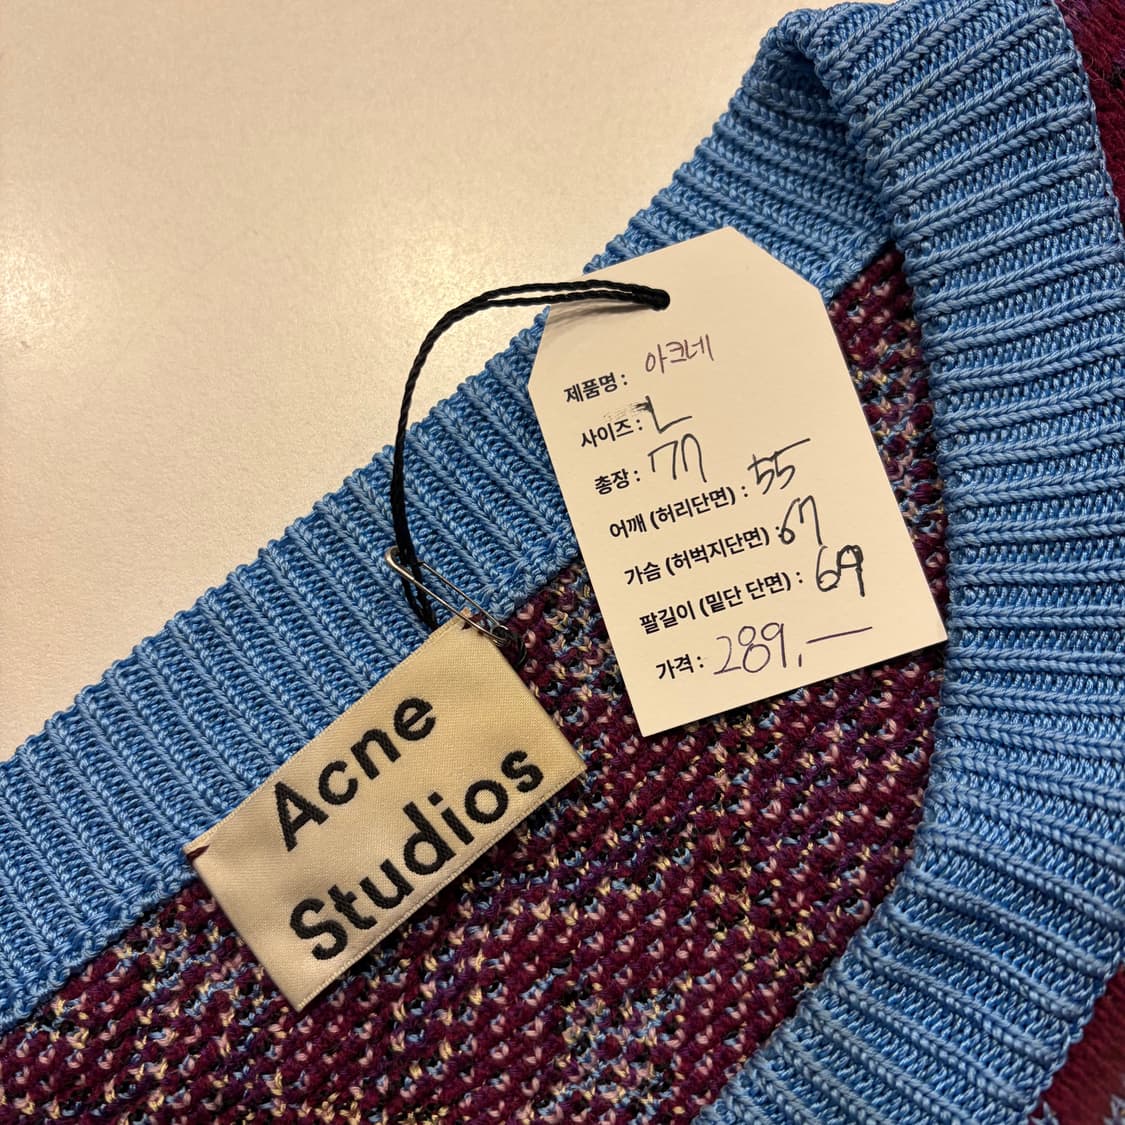 제품명 : 아크네
사이즈 : L
총장 : 77
어깨 (허리단면) : 55
가슴 (허벅지단면) : 67
팔길이 (밑단 단면) : 69
가격 : 289,—
Acne
Studios